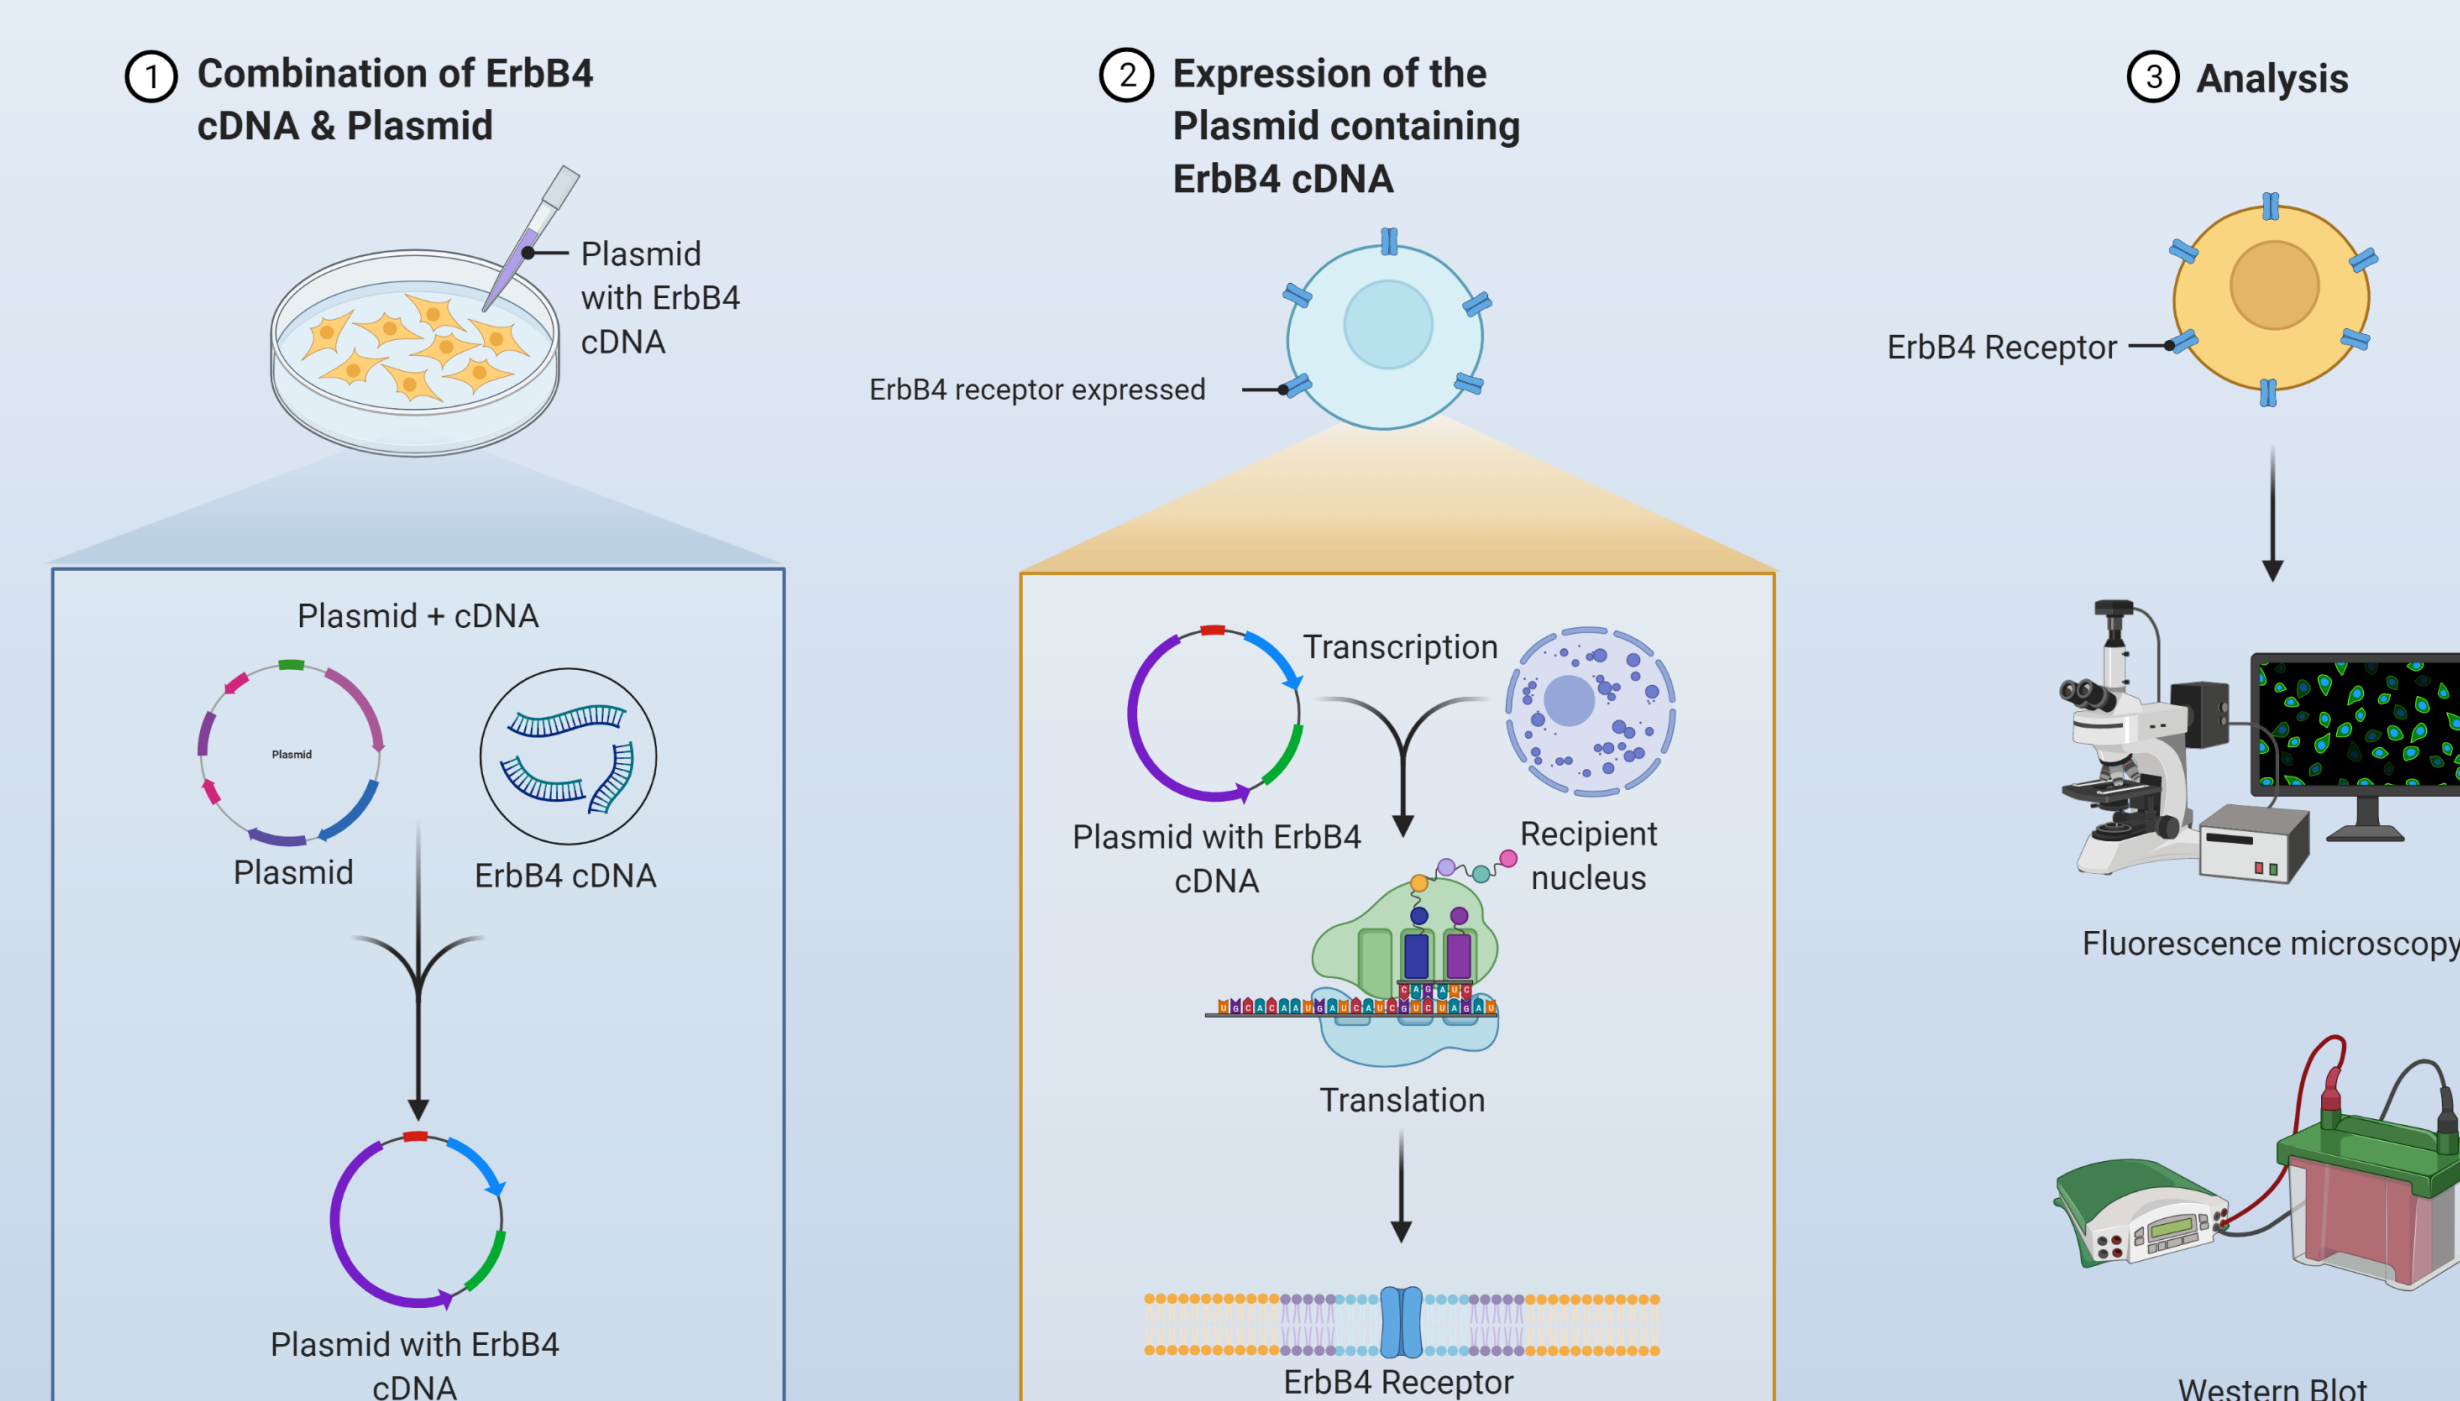 1 Combination of ErbB4
cDNA & Plasmid
Plasmid
with ErbB4
cDNA
Plasmid + cDNA
Plasmid
Plasmid
ErbB4 cDNA
Plasmid with ErbB4
cDNA
2 Expression of the
Plasmid containing
ErbB4 cDNA
ErbB4 receptor expressed
Transcription
Plasmid with ErbB4
cDNA
Recipient
nucleus
CAGAUC
UGCACAAUGAUCAUCGUCUAGAU
Translation
ErbB4 Receptor
3 Analysis
ErbB4 Receptor
Fluorescence microscopy
Western Blot